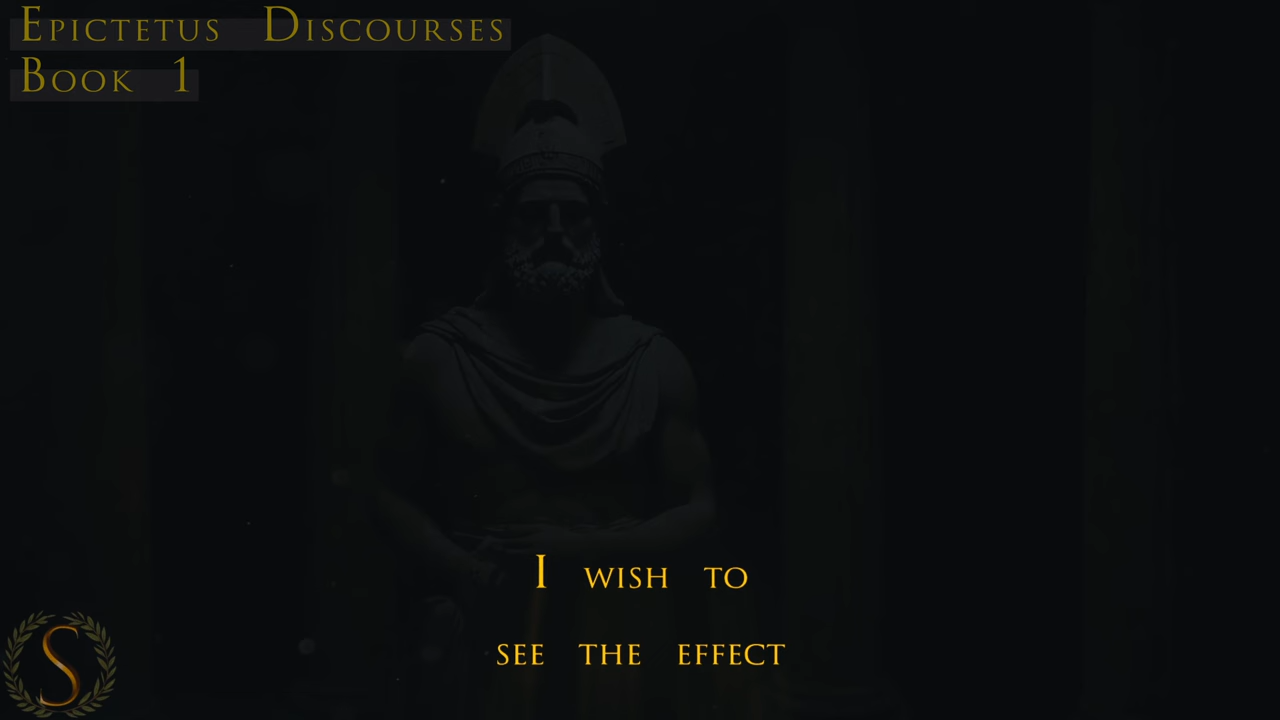 Epictetus Discourses
Book 1
I wish to
see the effect
S